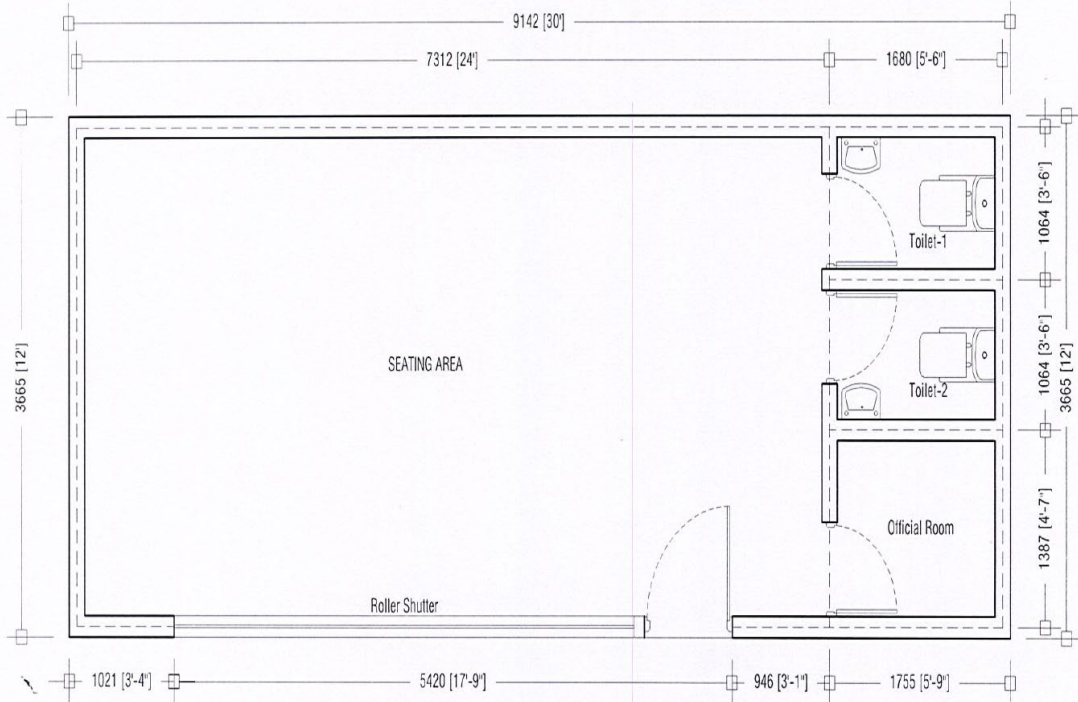 9142 [30']
7312 [24']
1680 [5'-6"]
1064 [3'-6"]
Toilet-1
3665 [12']
SEATING AREA
1064 [3'-6"]
3665 [12']
Toilet-2
Official Room
1387 [4'-7"]
Roller Shutter
1021 [3'-4"]
5420 [17'-9"]
946 [3'-1"]
1755 [5'-9"]